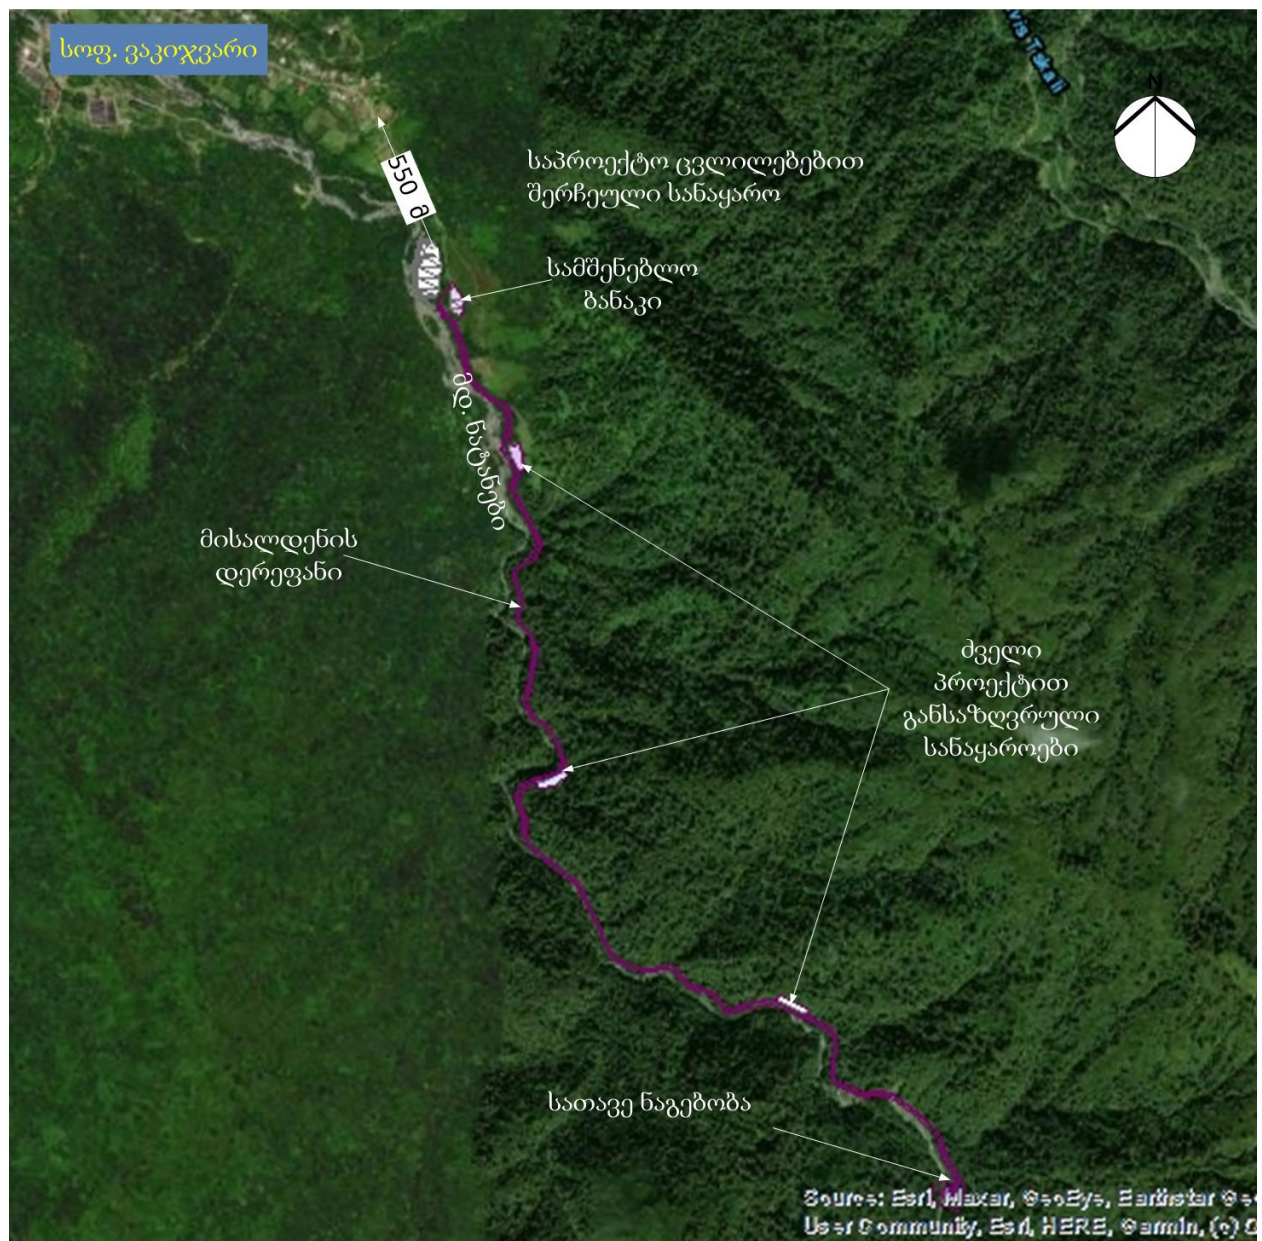 სოფ. ვაკიჯვარი
N
550 მ
საპროექტო ცვლილებებით
შერჩეული სანაყარო
სამშენებლო
ბანაკი
მდ. ნატანები
მისალდენის
დერეფანი
ძველი
პროექტით
განსაზღვრული
სანაყაროები
სათავე ნაგებობა
Source: Esri, Maxar, GeoEye, Earthstar
User Community, Esri, HERE, Garmin, (c)